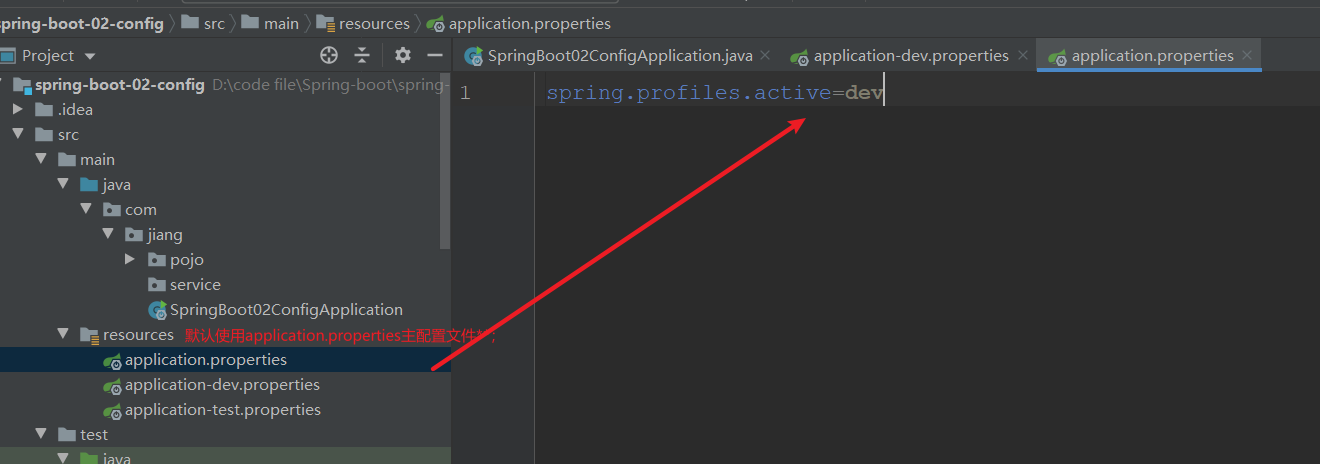 spring-boot-02-config src main resources application.properties
Project
SpringBoot02ConfigApplication.java
application-dev.properties
application.properties
spring-boot-02-config D:\code file\Spring-boot\spring-
.idea
src
main
java
com
jiang
pojo
service
SpringBoot02ConfigApplication
resources 默认使用application.properties主配置文件
application.properties
application-dev.properties
application-test.properties
test
java
1 spring.profiles.active=dev